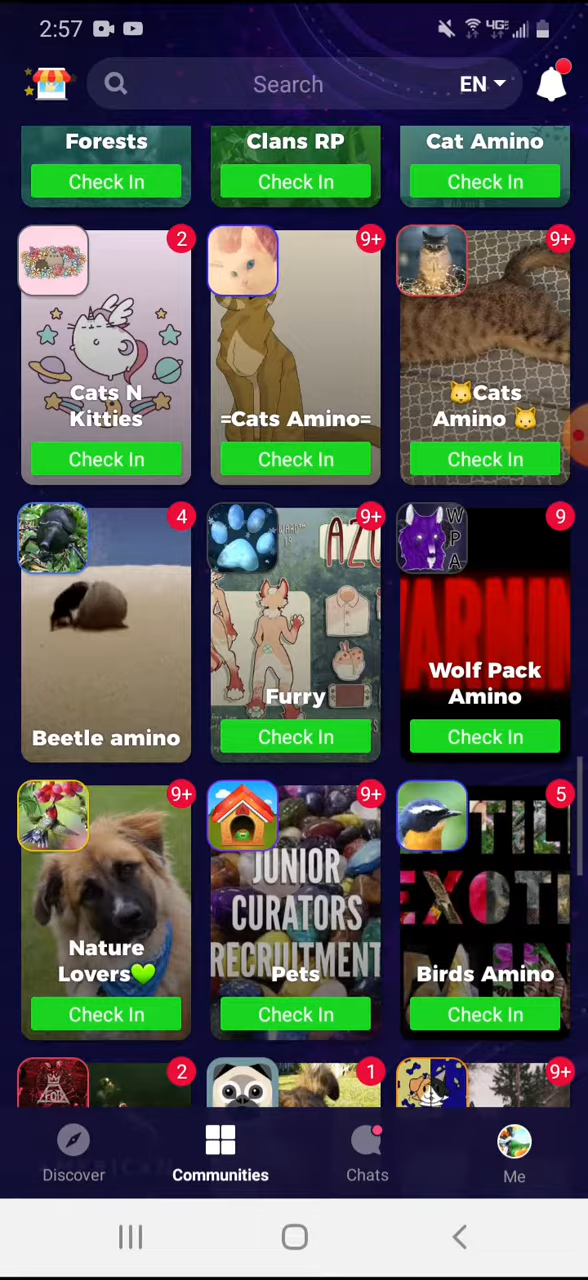 2:57
4GE
Search
EN
Forests
Clans RP
Cat Amino
Check In
Check In
Check In
2
9+
9+
Cats N
Kitties
=Cats Amino=
🐱Cats
Amino 🐱
Check In
Check In
Check In
4
9+
9
W
P
A
AZU
Beetle amino
Furry
Wolf Pack
Amino
Check In
Check In
9+
9+
5
JUNIOR
CURATORS
RECRUITMENT
EXOTI
Nature
Lovers💚
Pets
Birds Amino
Check In
Check In
Check In
2
1
9+
Discover
Communities
Chats
Me